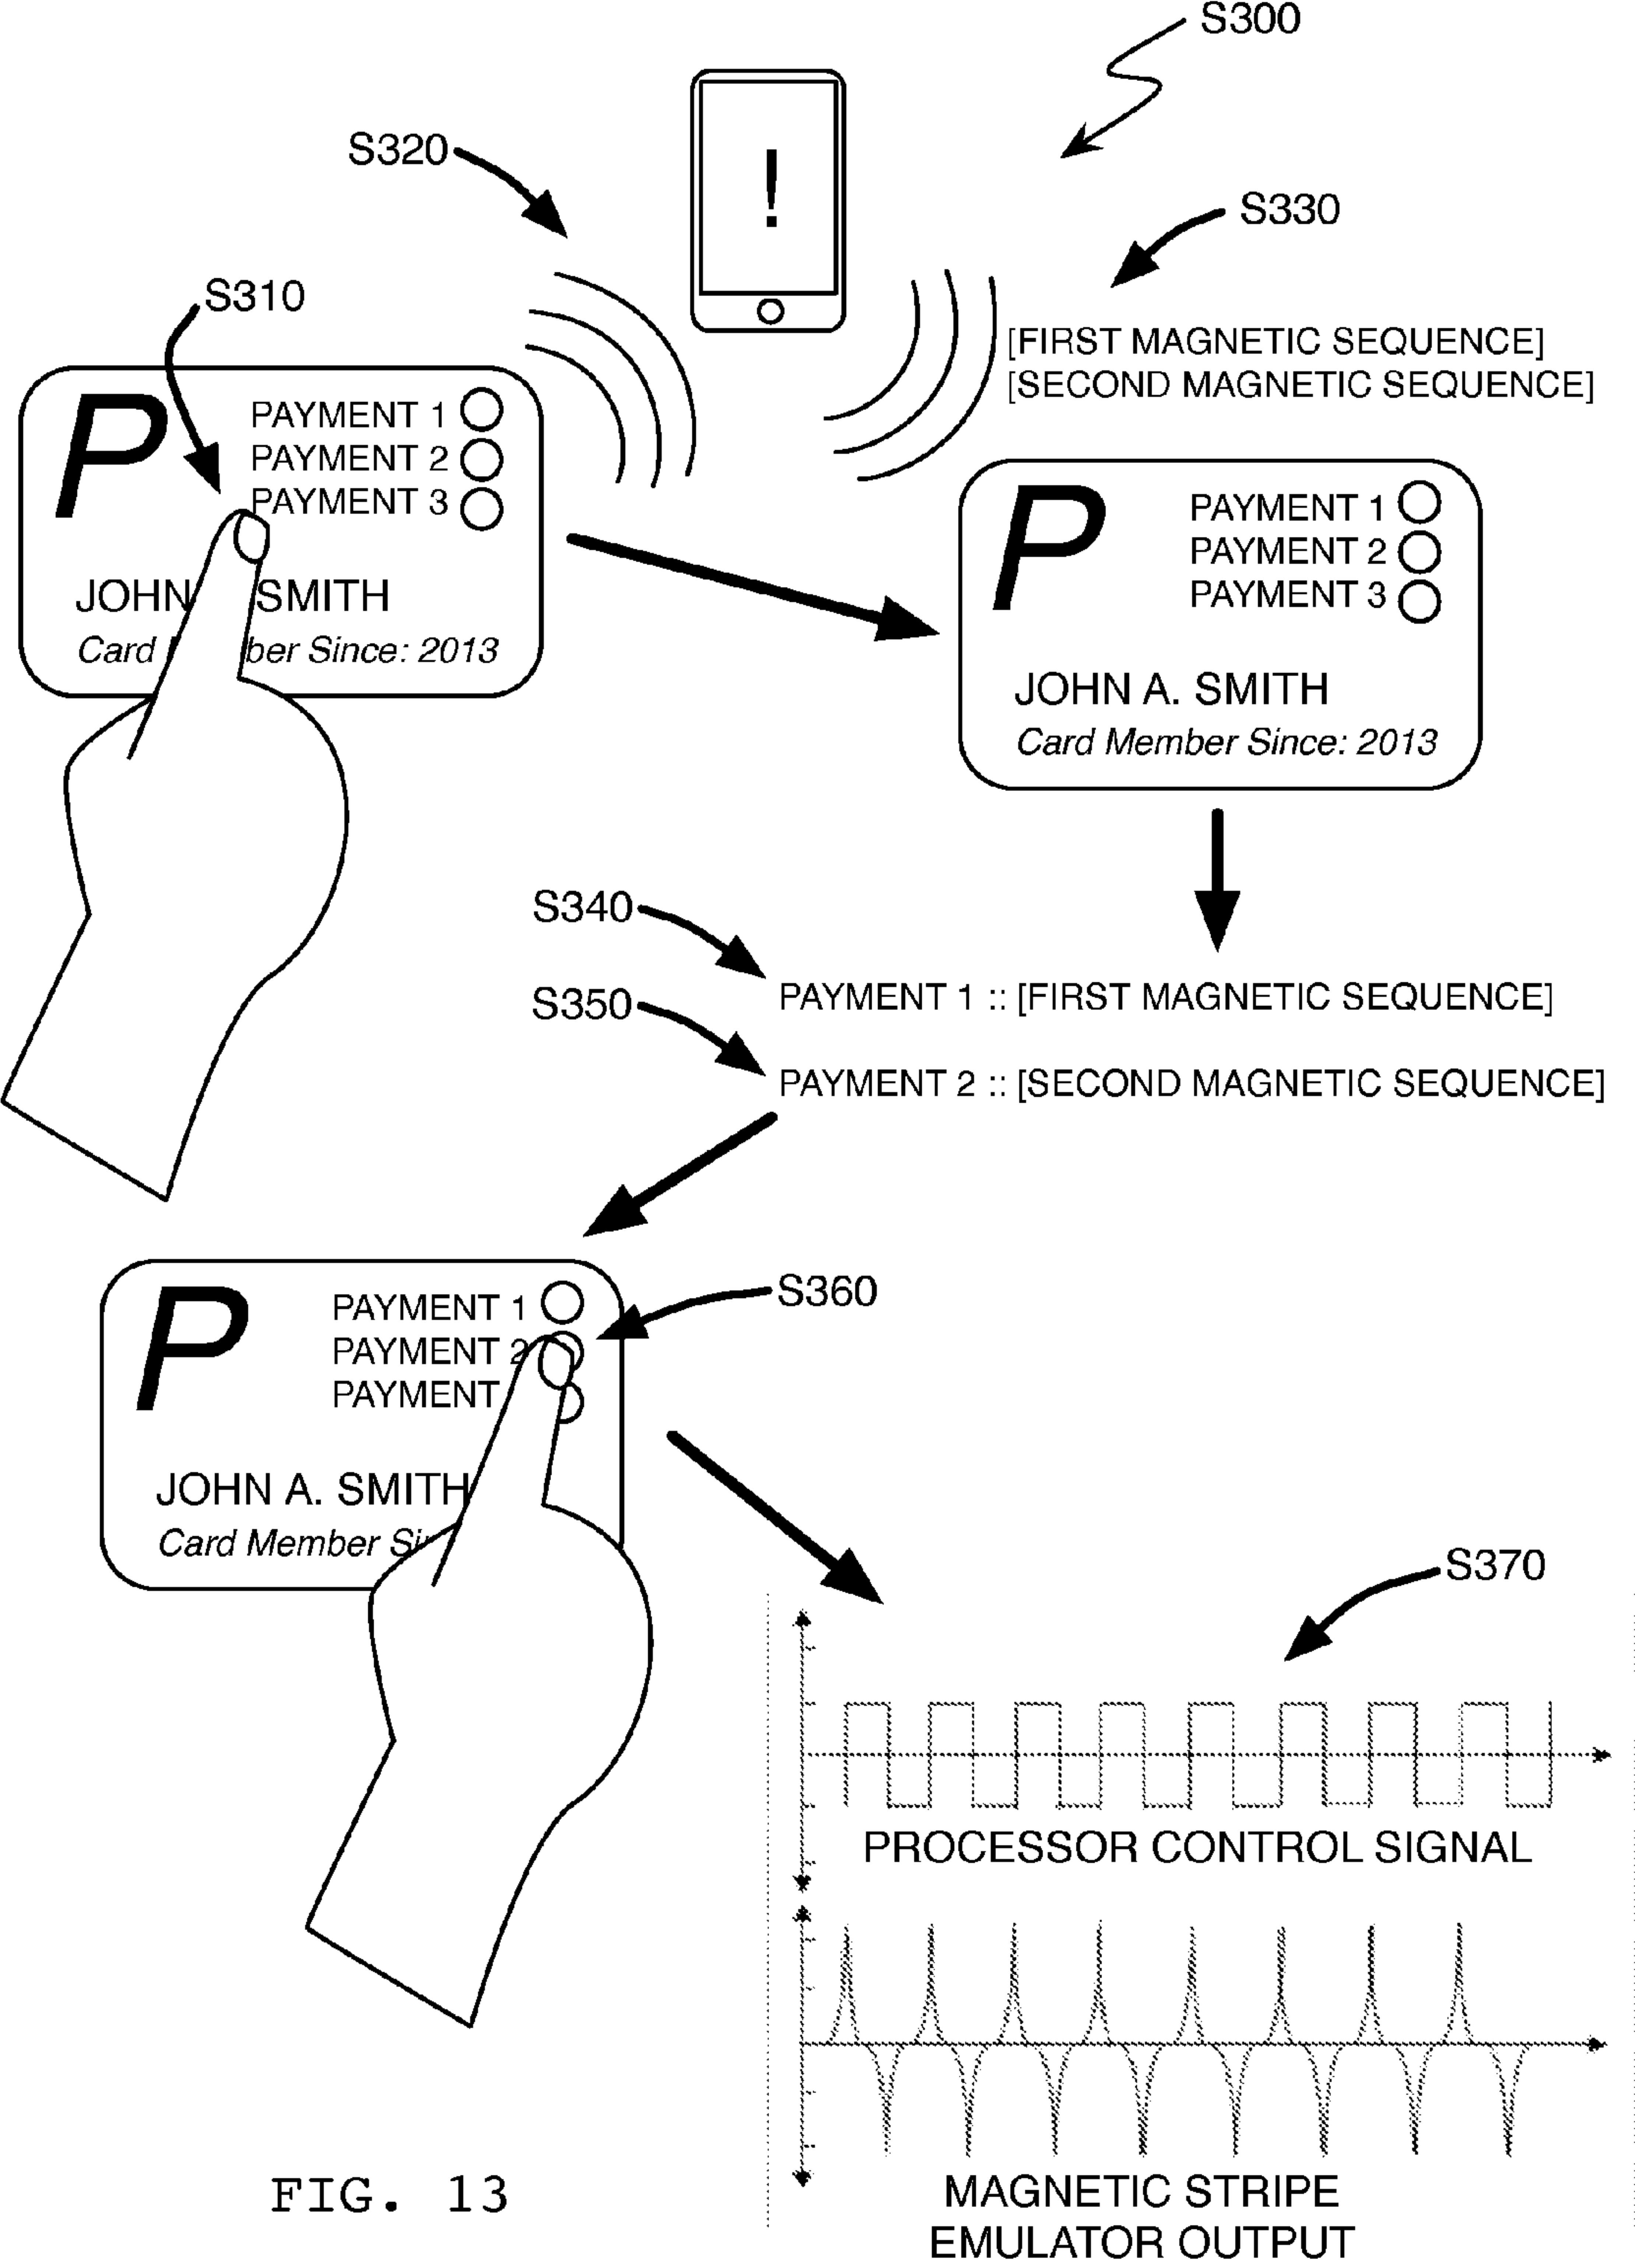 S300
S320
!
S330
S310
[FIRST MAGNETIC SEQUENCE]
[SECOND MAGNETIC SEQUENCE]
P
PAYMENT 1
PAYMENT 2
PAYMENT 3
JOHN SMITH
Card ber Since: 2013
P
PAYMENT 1
PAYMENT 2
PAYMENT 3
JOHN A. SMITH
Card Member Since: 2013
S340
PAYMENT 1 :: [FIRST MAGNETIC SEQUENCE]
S350
PAYMENT 2 :: [SECOND MAGNETIC SEQUENCE]
S360
P
PAYMENT 1
PAYMENT 2
PAYMENT
JOHN A. SMITH
Card Member Sin
S370
PROCESSOR CONTROL SIGNAL
MAGNETIC STRIPE
EMULATOR OUTPUT
FIG. 13